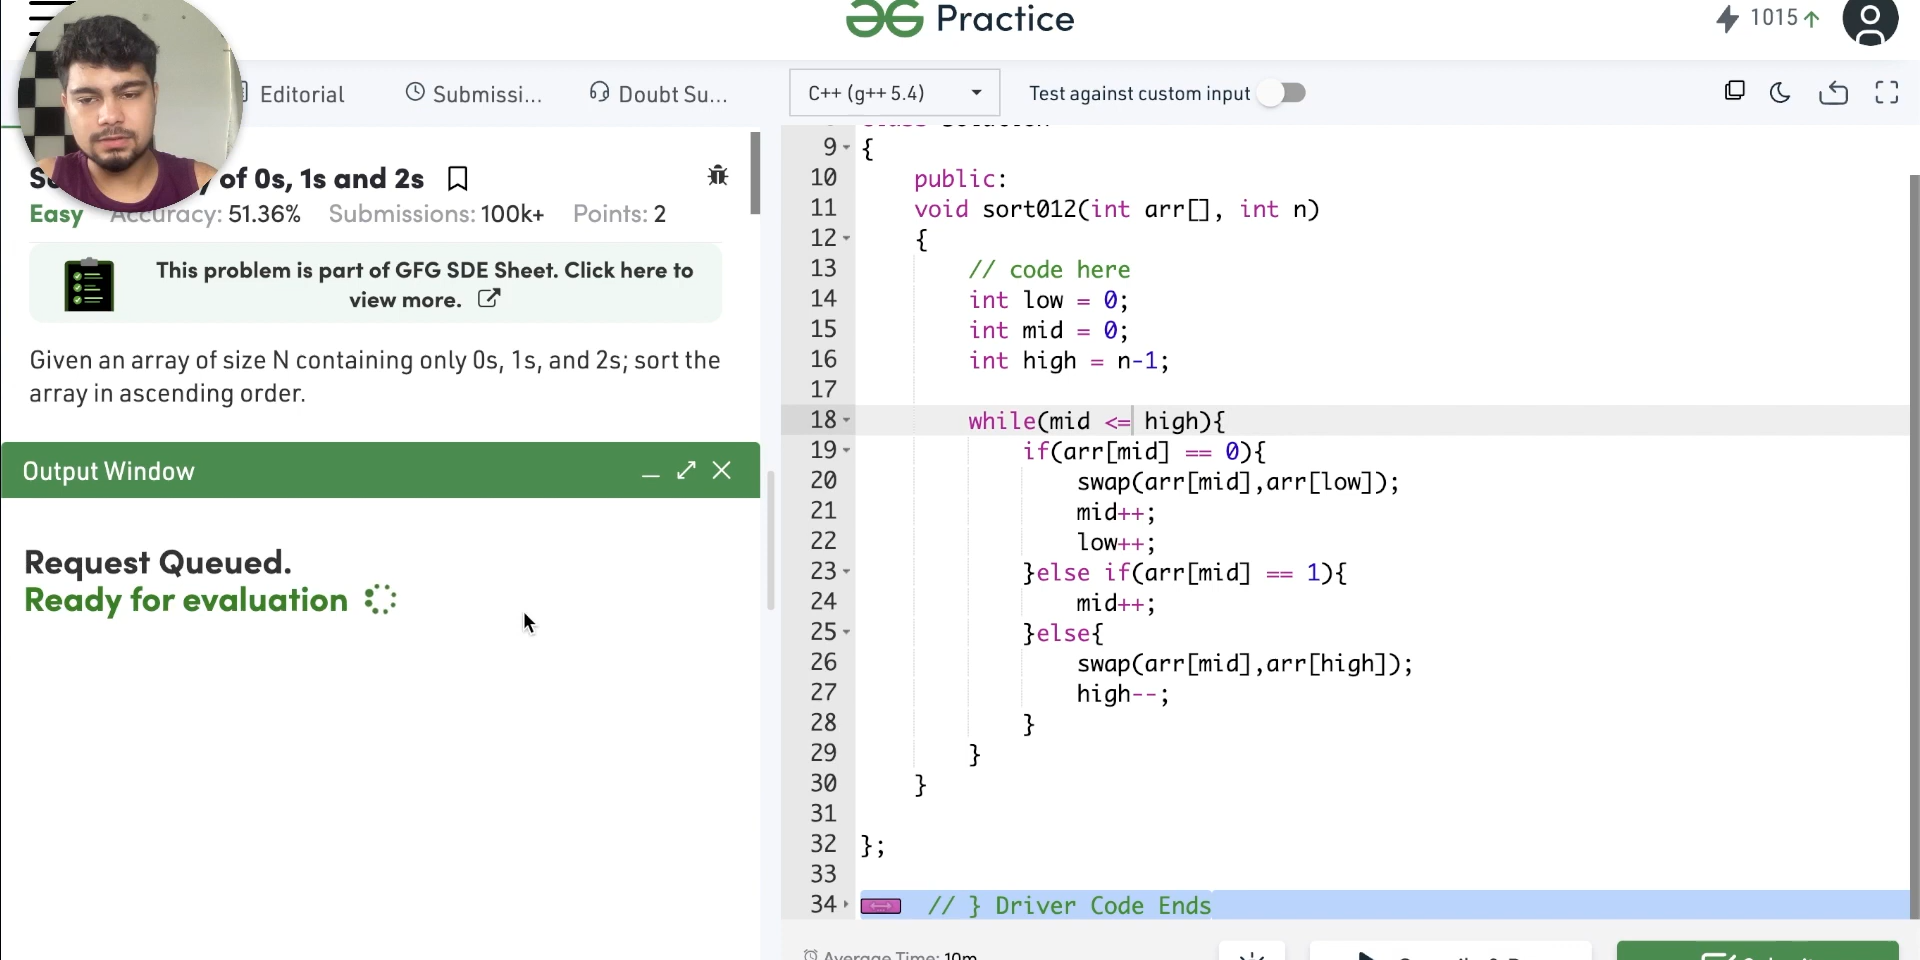 Practice
1015
Editorial
Submissi...
Doubt Su...
C++ (g++ 5.4)
Test against custom input
of 0s, 1s and 2s
Easy Accuracy: 51.36% Submissions: 100k+ Points: 2
This problem is part of GFG SDE Sheet. Click here to
view more.
Given an array of size N containing only 0s, 1s, and 2s; sort the
array in ascending order.
Output Window
Request Queued.
Ready for evaluation
9 {
10 public:
11 void sort012(int arr[], int n)
12 {
13 // code here
14 int low = 0;
15 int mid = 0;
16 int high = n-1;
17
18 while(mid <= high){
19 if(arr[mid] == 0){
20 swap(arr[mid],arr[low]);
21 mid++;
22 low++;
23 }else if(arr[mid] == 1){
24 mid++;
25 }else{
26 swap(arr[mid],arr[high]);
27 high--;
28 }
29 }
30 }
31
32 };
33
34 // } Driver Code Ends
Average Time: 10m